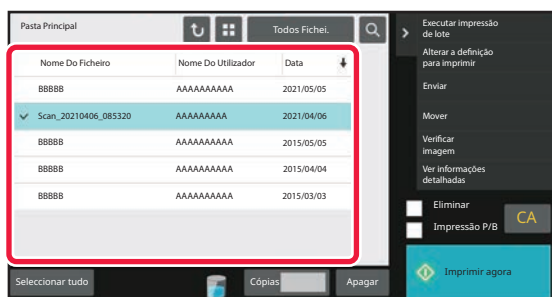 Pasta Principal
Todos Fichei.
Nome Do Ficheiro Nome Do Utilizador Data
BBBBB AAAAAAAAAA 2021/05/05
Scan_20210406_085320 AAAAAAAAA 2021/04/06
BBBBB AAAAAAAAAA 2015/05/05
BBBBB AAAAAAAAAA 2015/04/04
BBBBB AAAAAAAAAA 2015/03/03
Seleccionar tudo
Cópias
Apagar
Executar impressão
de lote
Alterar a definição
para imprimir
Enviar
Mover
Verificar
imagem
Ver informações
detalhadas
Eliminar
Impressão P/B
CA
Imprimir agora